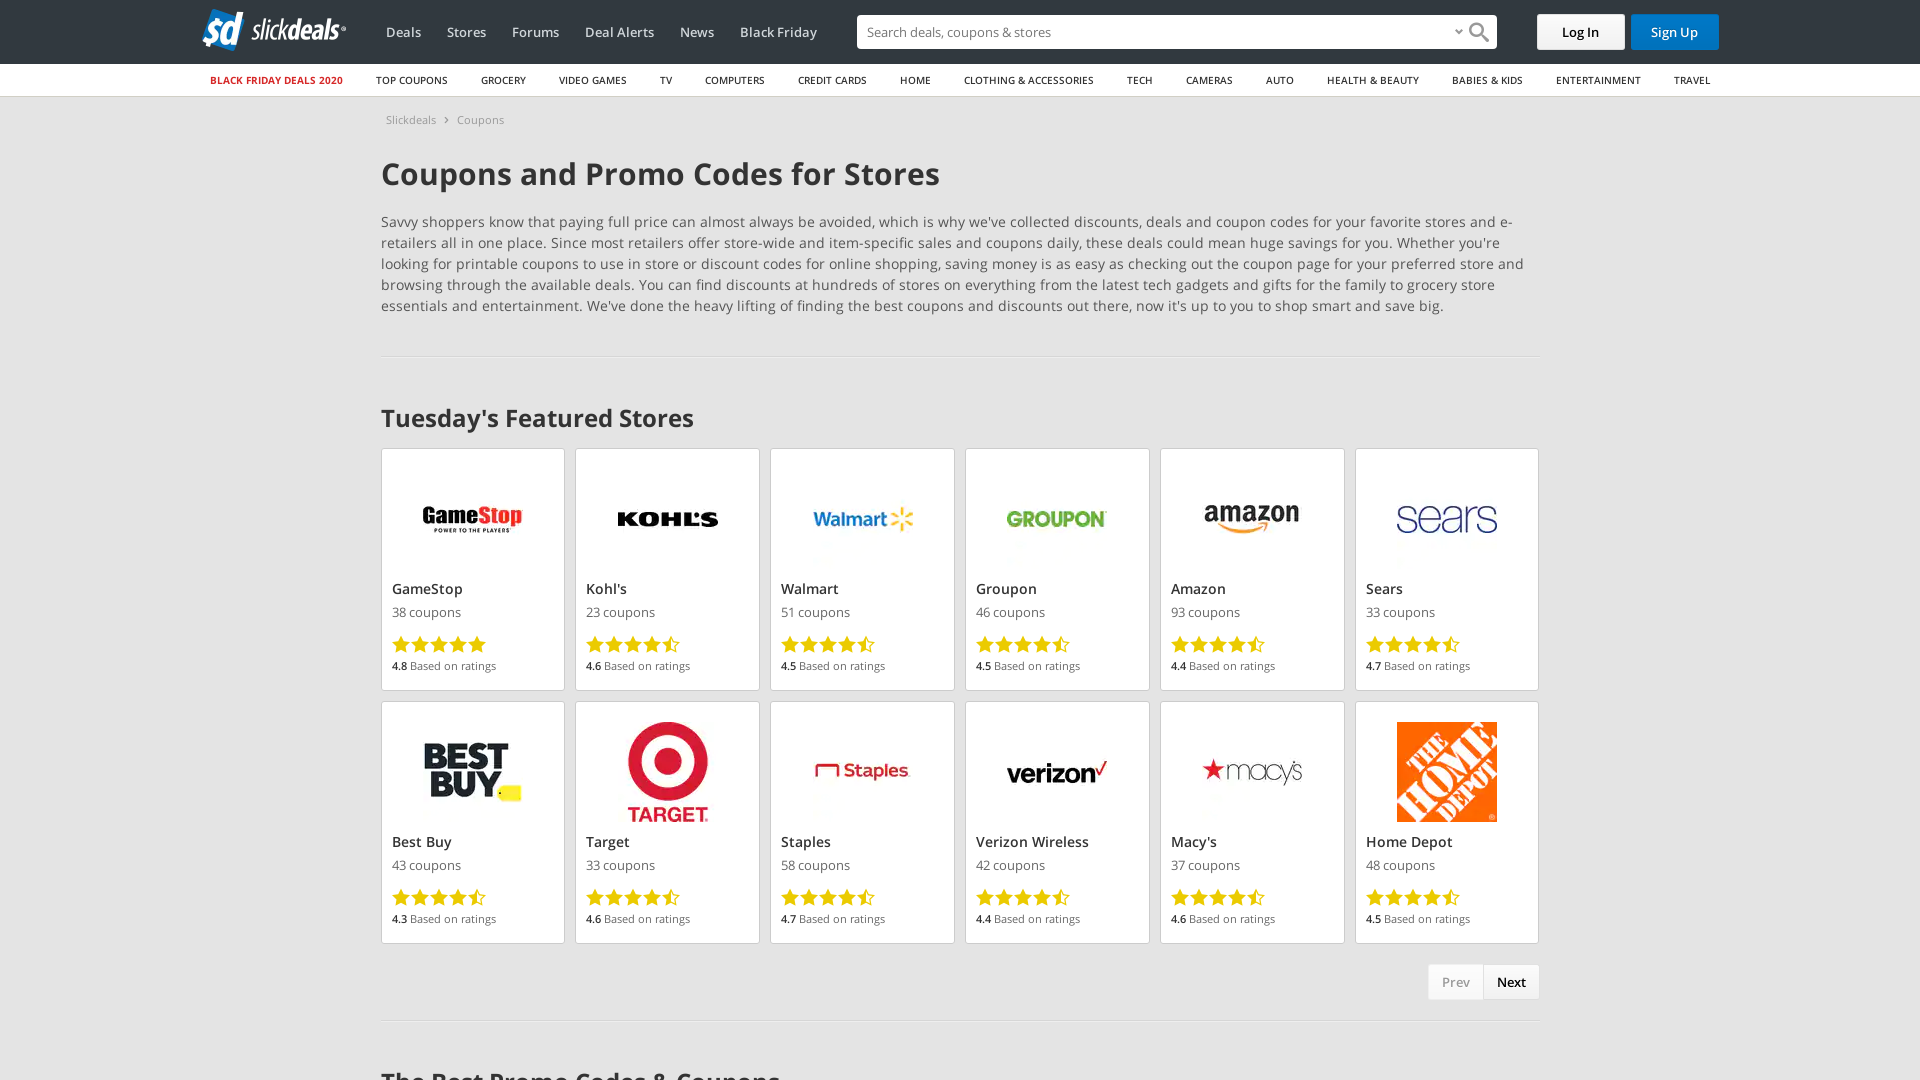 sd slickdeals
Deals Stores Forums Deal Alerts News Black Friday
Search deals, coupons & stores
Log In Sign Up
BLACK FRIDAY DEALS 2020 TOP COUPONS GROCERY VIDEO GAMES TV COMPUTERS CREDIT CARDS HOME CLOTHING & ACCESSORIES TECH CAMERAS AUTO HEALTH & BEAUTY BABIES & KIDS ENTERTAINMENT TRAVEL
Slickdeals › Coupons
Coupons and Promo Codes for Stores
Savvy shoppers know that paying full price can almost always be avoided, which is why we've collected discounts, deals and coupon codes for your favorite stores and e-
retailers all in one place. Since most retailers offer store-wide and item-specific sales and coupons daily, these deals could mean huge savings for you. Whether you're
looking for printable coupons to use in store or discount codes for online shopping, saving money is as easy as checking out the coupon page for your preferred store and
browsing through the available deals. You can find discounts at hundreds of stores on everything from the latest tech gadgets and gifts for the family to grocery store
essentials and entertainment. We've done the heavy lifting of finding the best coupons and discounts out there, now it's up to you to shop smart and save big.
Tuesday's Featured Stores
GameStop
POWER TO THE PLAYERS
GameStop
38 coupons
4.8 Based on ratings
KOHL'S
Kohl's
23 coupons
4.6 Based on ratings
Walmart
Walmart
51 coupons
4.5 Based on ratings
GROUPON
Groupon
46 coupons
4.5 Based on ratings
amazon
Amazon
93 coupons
4.4 Based on ratings
sears
Sears
33 coupons
4.7 Based on ratings
BEST
BUY
Best Buy
43 coupons
4.3 Based on ratings
TARGET
Target
33 coupons
4.6 Based on ratings
Staples
Staples
58 coupons
4.7 Based on ratings
verizon
Verizon Wireless
42 coupons
4.4 Based on ratings
macy's
Macy's
37 coupons
4.6 Based on ratings
THE
HOME
DEPOT
Home Depot
48 coupons
4.5 Based on ratings
Prev Next
The Best Promo Codes & Coupons